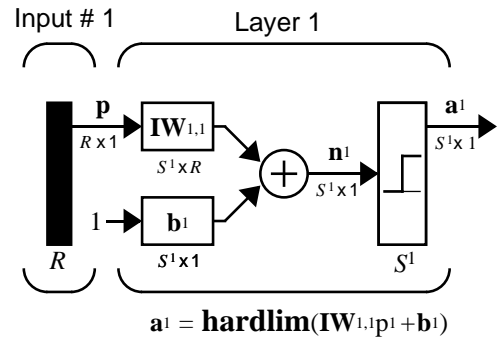 Input # 1 Layer 1
p a1
IW1,1
R x 1 n1 S1 x 1
S1 x R
S1 x 1
1 b1
R S1 x 1 S1
a1 = hardlim(IW1,1p1+b1)